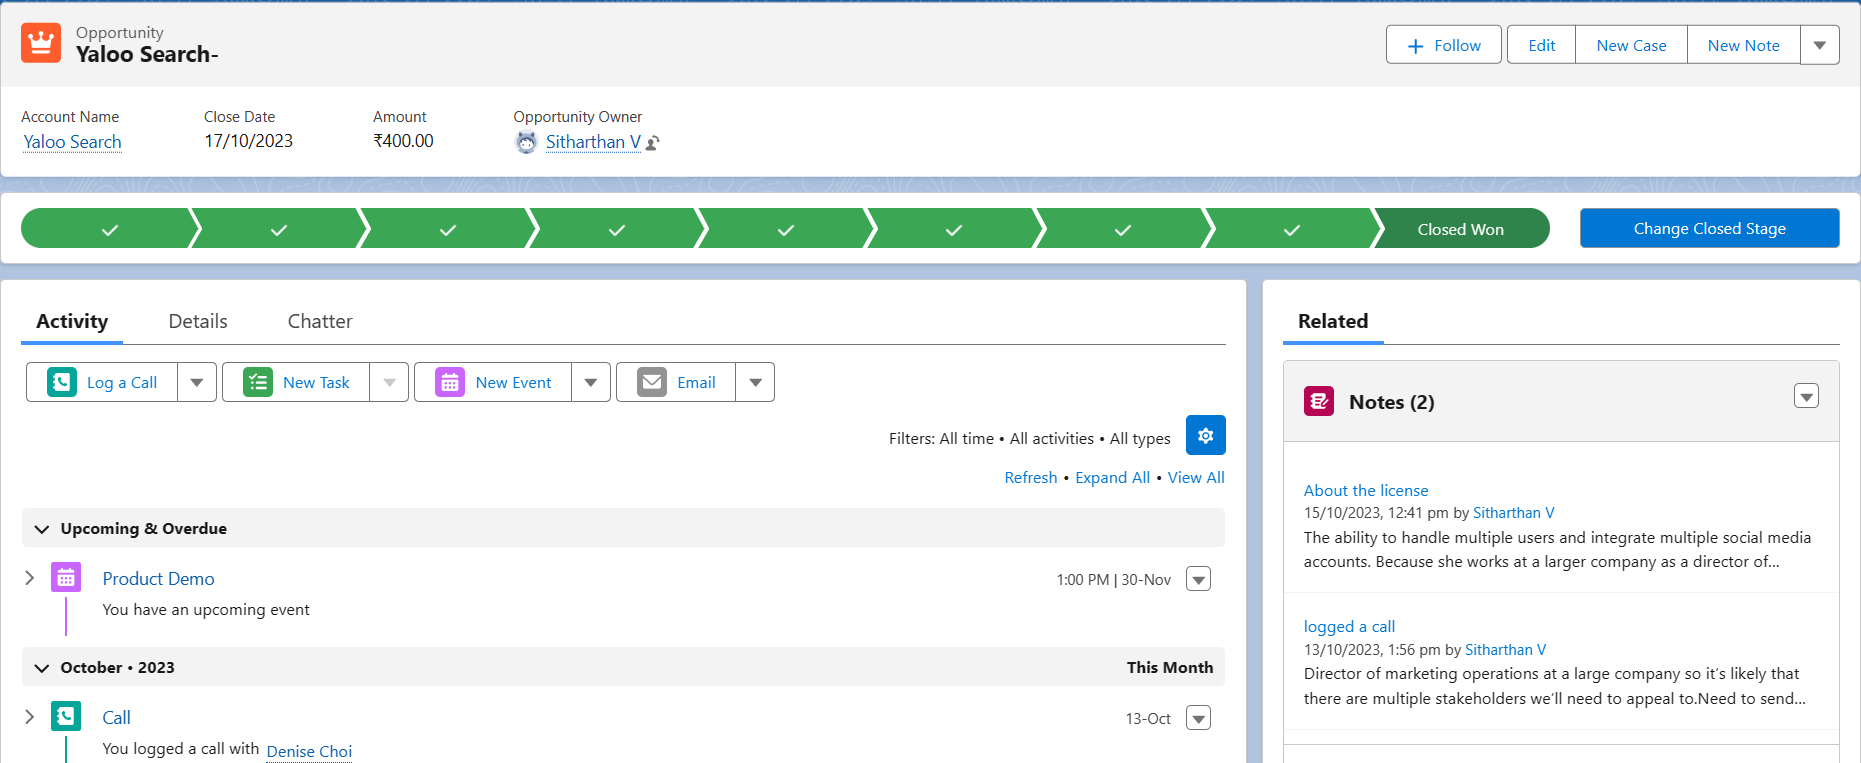 Opportunity
Yaloo Search-
Follow
Edit
New Case
New Note
Account Name
Close Date
Amount
Opportunity Owner
Yaloo Search
17/10/2023
₹400.00
Sitharthan V
Closed Won
Change Closed Stage
Activity
Details
Chatter
Log a Call
New Task
New Event
Email
Filters: All time • All activities • All types
Refresh • Expand All • View All
Upcoming & Overdue
Product Demo
1:00 PM | 30-Nov
You have an upcoming event
October • 2023
This Month
Call
13-Oct
You logged a call with Denise Choi
Related
Notes (2)
About the license
15/10/2023, 12:41 pm by Sitharthan V
The ability to handle multiple users and integrate multiple social media
accounts. Because she works at a larger company as a director of...
logged a call
13/10/2023, 1:56 pm by Sitharthan V
Director of marketing operations at a large company so it’s likely that
there are multiple stakeholders we’ll need to appeal to.Need to send...